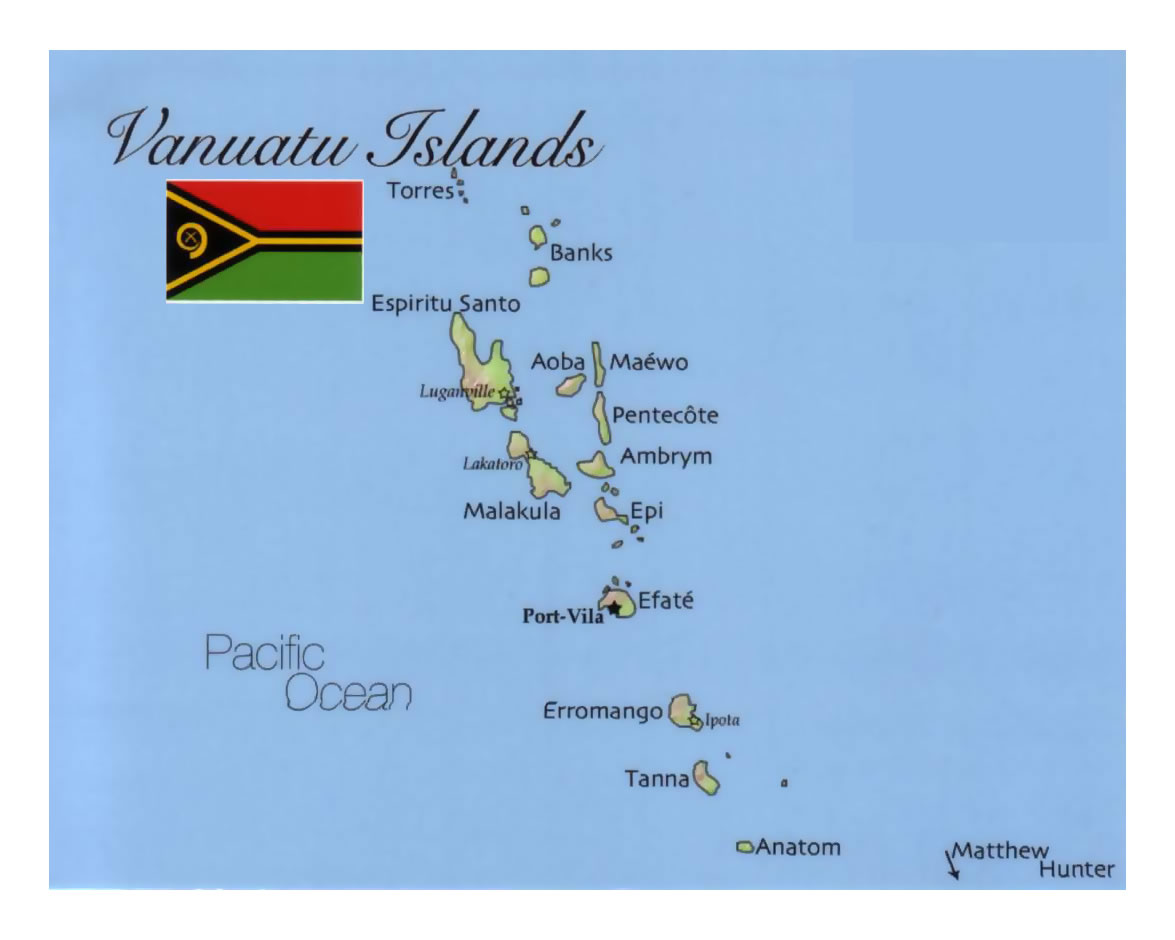 Vanuatu Islands
Torres
Banks
Espiritu Santo
Aoba
Maéwo
Luganville
Pentecôte
Ambrym
Lakatoro
Malakula
Epi
Efaté
Port-Vila
Pacific
Ocean
Erromango
Ipota
Tanna
Anatom
Matthew
Hunter